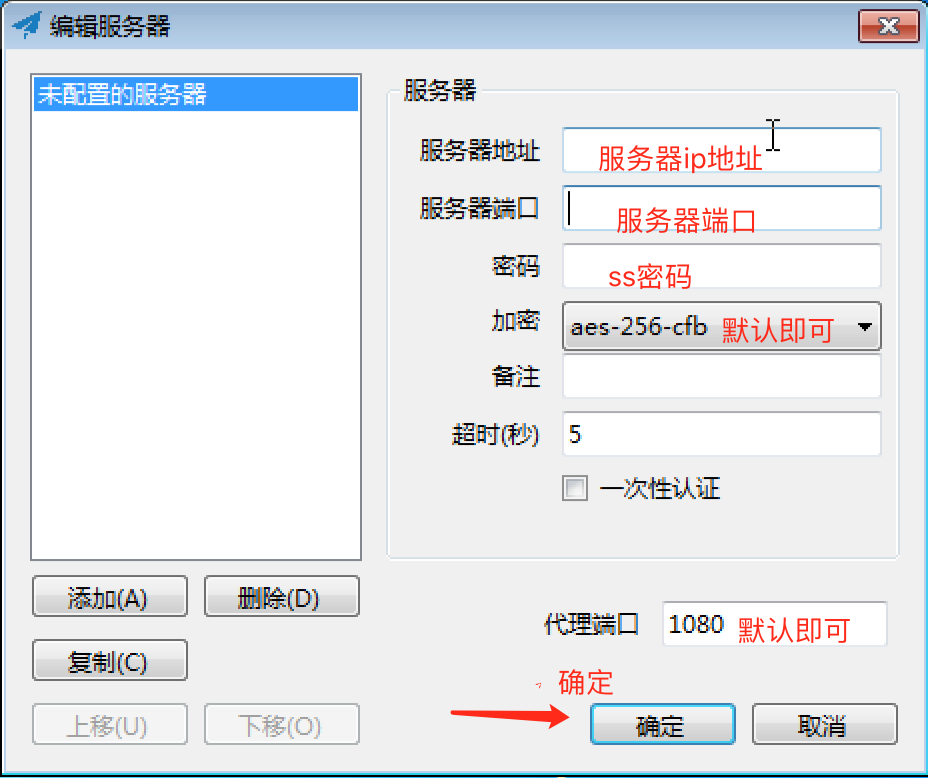 编辑服务器
未配置的服务器
服务器
服务器地址 服务器ip地址
服务器端口 服务器端口
密码 ss密码
加密 aes-256-cfb 默认即可
备注
超时(秒) 5
一次性认证
添加(A) 删除(D)
代理端口 1080 默认即可
复制(C)
确定
上移(U) 下移(O) 确定 取消